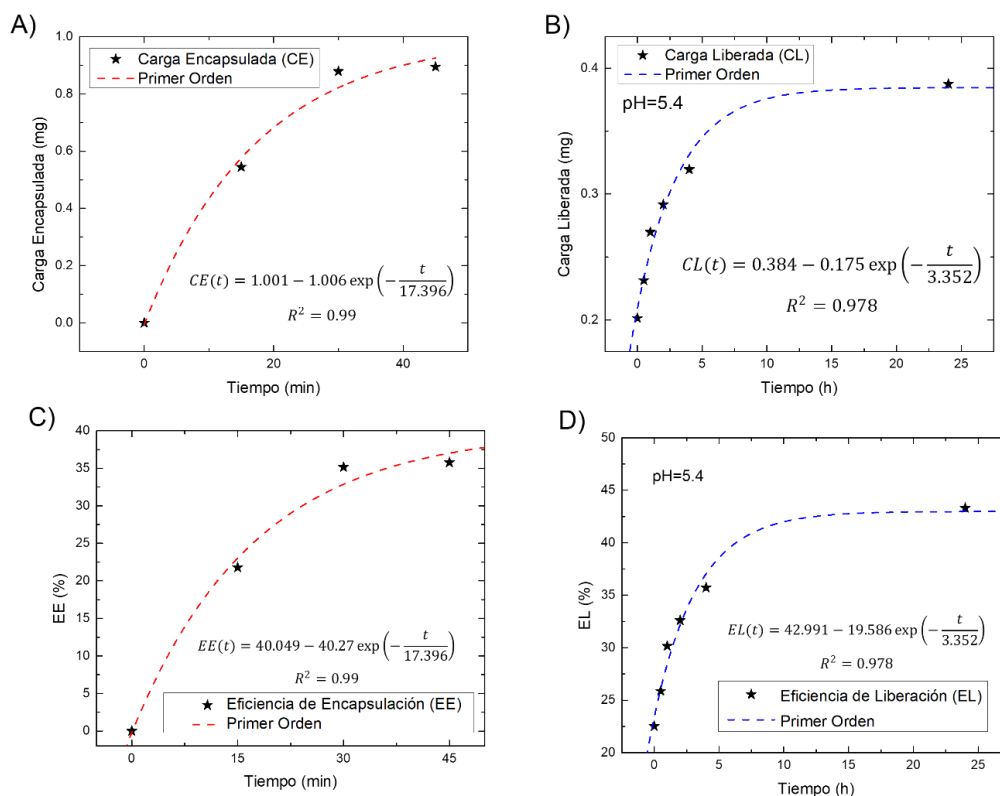 A)
Carga Encapsulada (CE)
Primer Orden
1.0
0.8
0.6
0.4
0.2
0.0
Carga Encapsulada (mg)
CE(t) = 1.001 − 1.006 exp(−t/17.396)
R² = 0.99
0
20
40
Tiempo (min)
B)
Carga Liberada (CL)
Primer Orden
pH=5.4
0.4
0.3
0.2
Carga Liberada (mg)
CL(t) = 0.384 − 0.175 exp(−t/3.352)
R² = 0.978
0
5
10
15
20
25
Tiempo (h)
C)
40
35
30
25
20
15
10
5
0
EE (%)
EE(t) = 40.049 − 40.27 exp(−t/17.396)
R² = 0.99
Eficiencia de Encapsulación (EE)
Primer Orden
0
15
30
45
Tiempo (min)
D)
pH=5.4
50
45
40
35
30
25
20
EL (%)
EL(t) = 42.991 − 19.586 exp(−t/3.352)
R² = 0.978
Eficiencia de Liberación (EL)
Primer Orden
0
5
10
15
20
25
Tiempo (h)